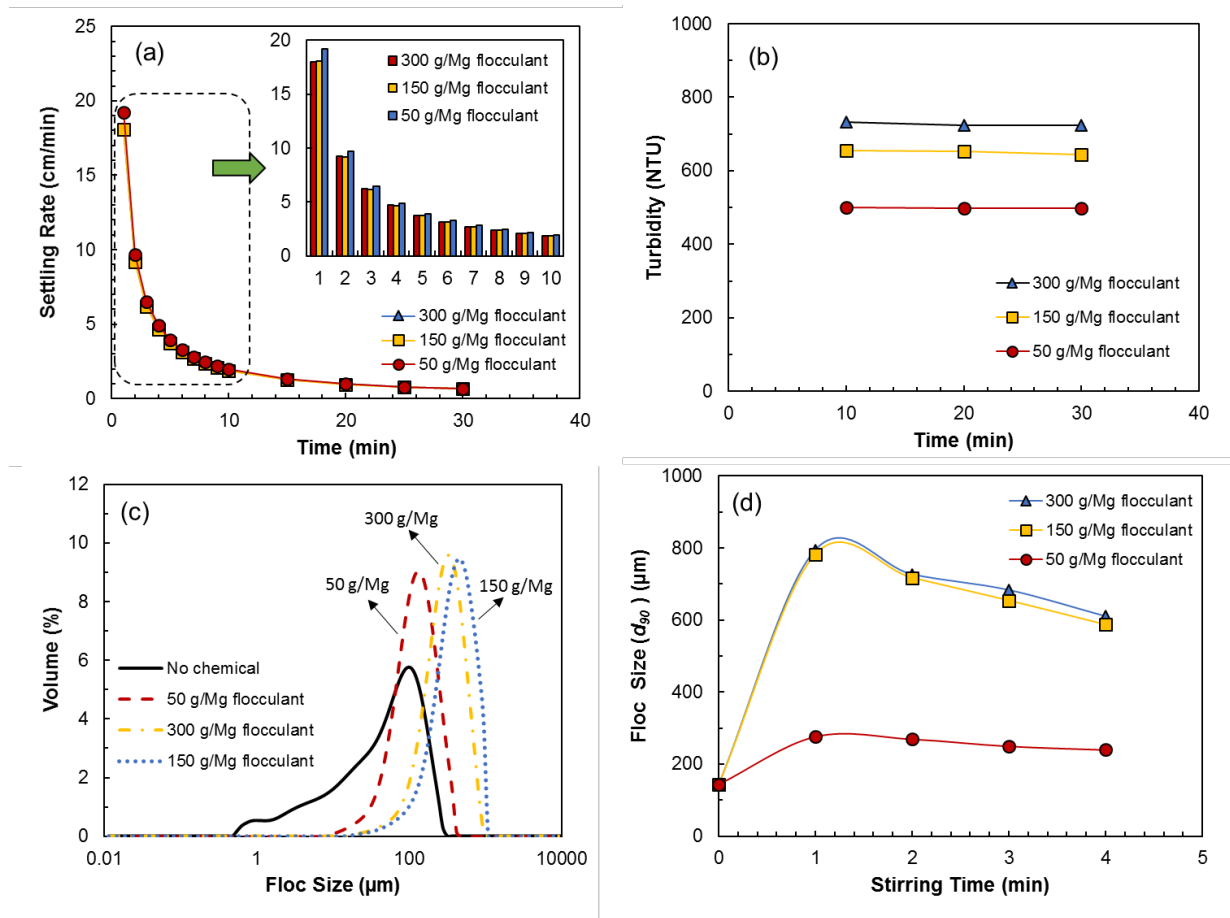 (a)
Settling Rate (cm/min)
25
20
15
10
5
0
0
10
20
30
40
Time (min)
20
15
10
5
0
1 2 3 4 5 6 7 8 9 10
300 g/Mg flocculant
150 g/Mg flocculant
50 g/Mg flocculant
300 g/Mg flocculant
150 g/Mg flocculant
50 g/Mg flocculant
(b)
Turbidity (NTU)
1000
800
600
400
200
0
0
10
20
30
40
Time (min)
300 g/Mg flocculant
150 g/Mg flocculant
50 g/Mg flocculant
(c)
Volume (%)
12
10
8
6
4
2
0
0.01
1
100
10000
Floc Size (µm)
300 g/Mg
50 g/Mg
150 g/Mg
No chemical
50 g/Mg flocculant
300 g/Mg flocculant
150 g/Mg flocculant
(d)
Floc Size (d90) (µm)
1000
800
600
400
200
0
0
1
2
3
4
5
Stirring Time (min)
300 g/Mg flocculant
150 g/Mg flocculant
50 g/Mg flocculant